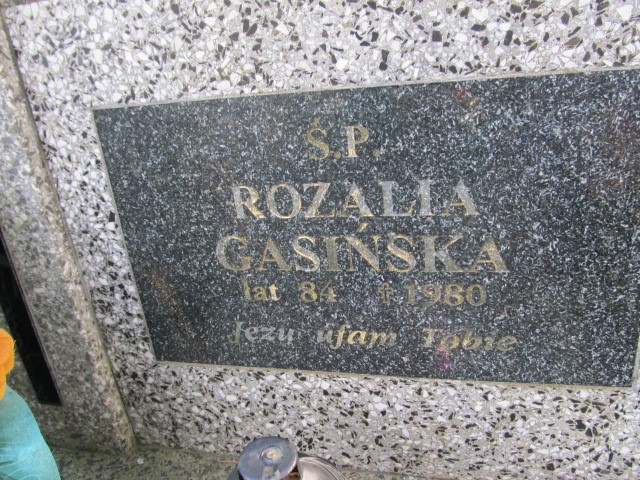 Ś.P.
ROZALIA
GASIŃSKA
lat 84 †1980
Jezu ufam Tobie